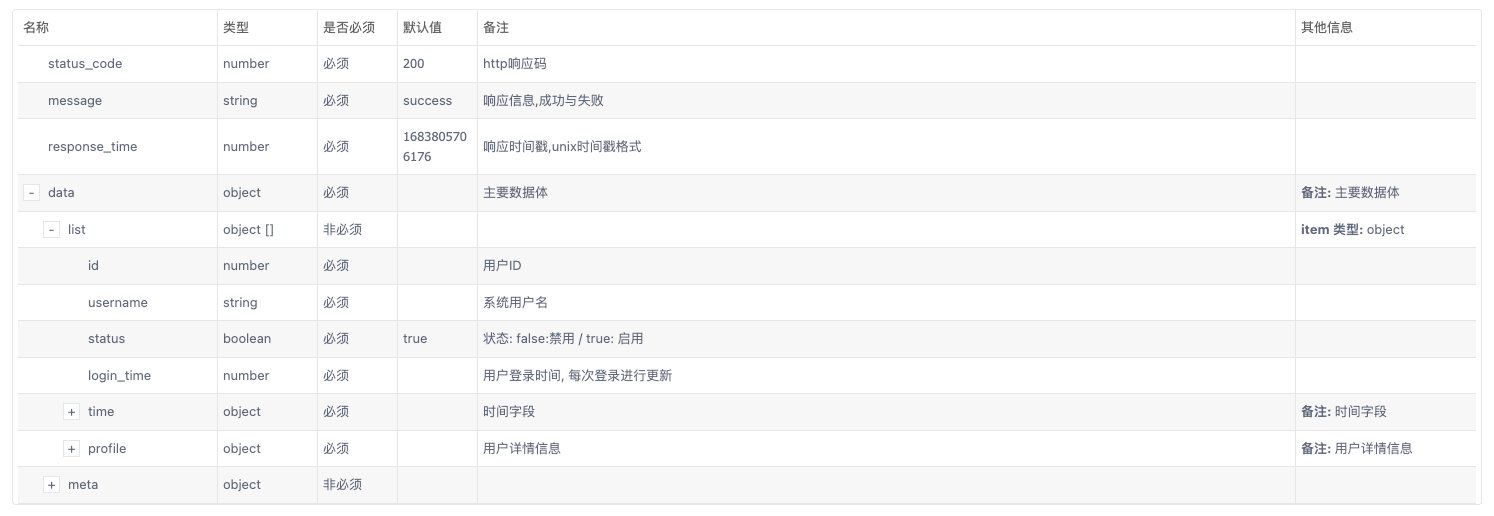 名称 类型 是否必须 默认值 备注 其他信息
status_code number 必须 200 http响应码
message string 必须 success 响应信息,成功与失败
response_time number 必须 168380570 响应时间戳,unix时间戳格式
6176
- data object 必须 主要数据体 备注: 主要数据体
- list object [] 非必须 item 类型: object
id number 必须 用户ID
username string 必须 系统用户名
status boolean 必须 true 状态: false:禁用 / true: 启用
login_time number 必须 用户登录时间, 每次登录进行更新
+ time object 必须 时间字段 备注: 时间字段
+ profile object 必须 用户详情信息 备注: 用户详情信息
+ meta object 非必须